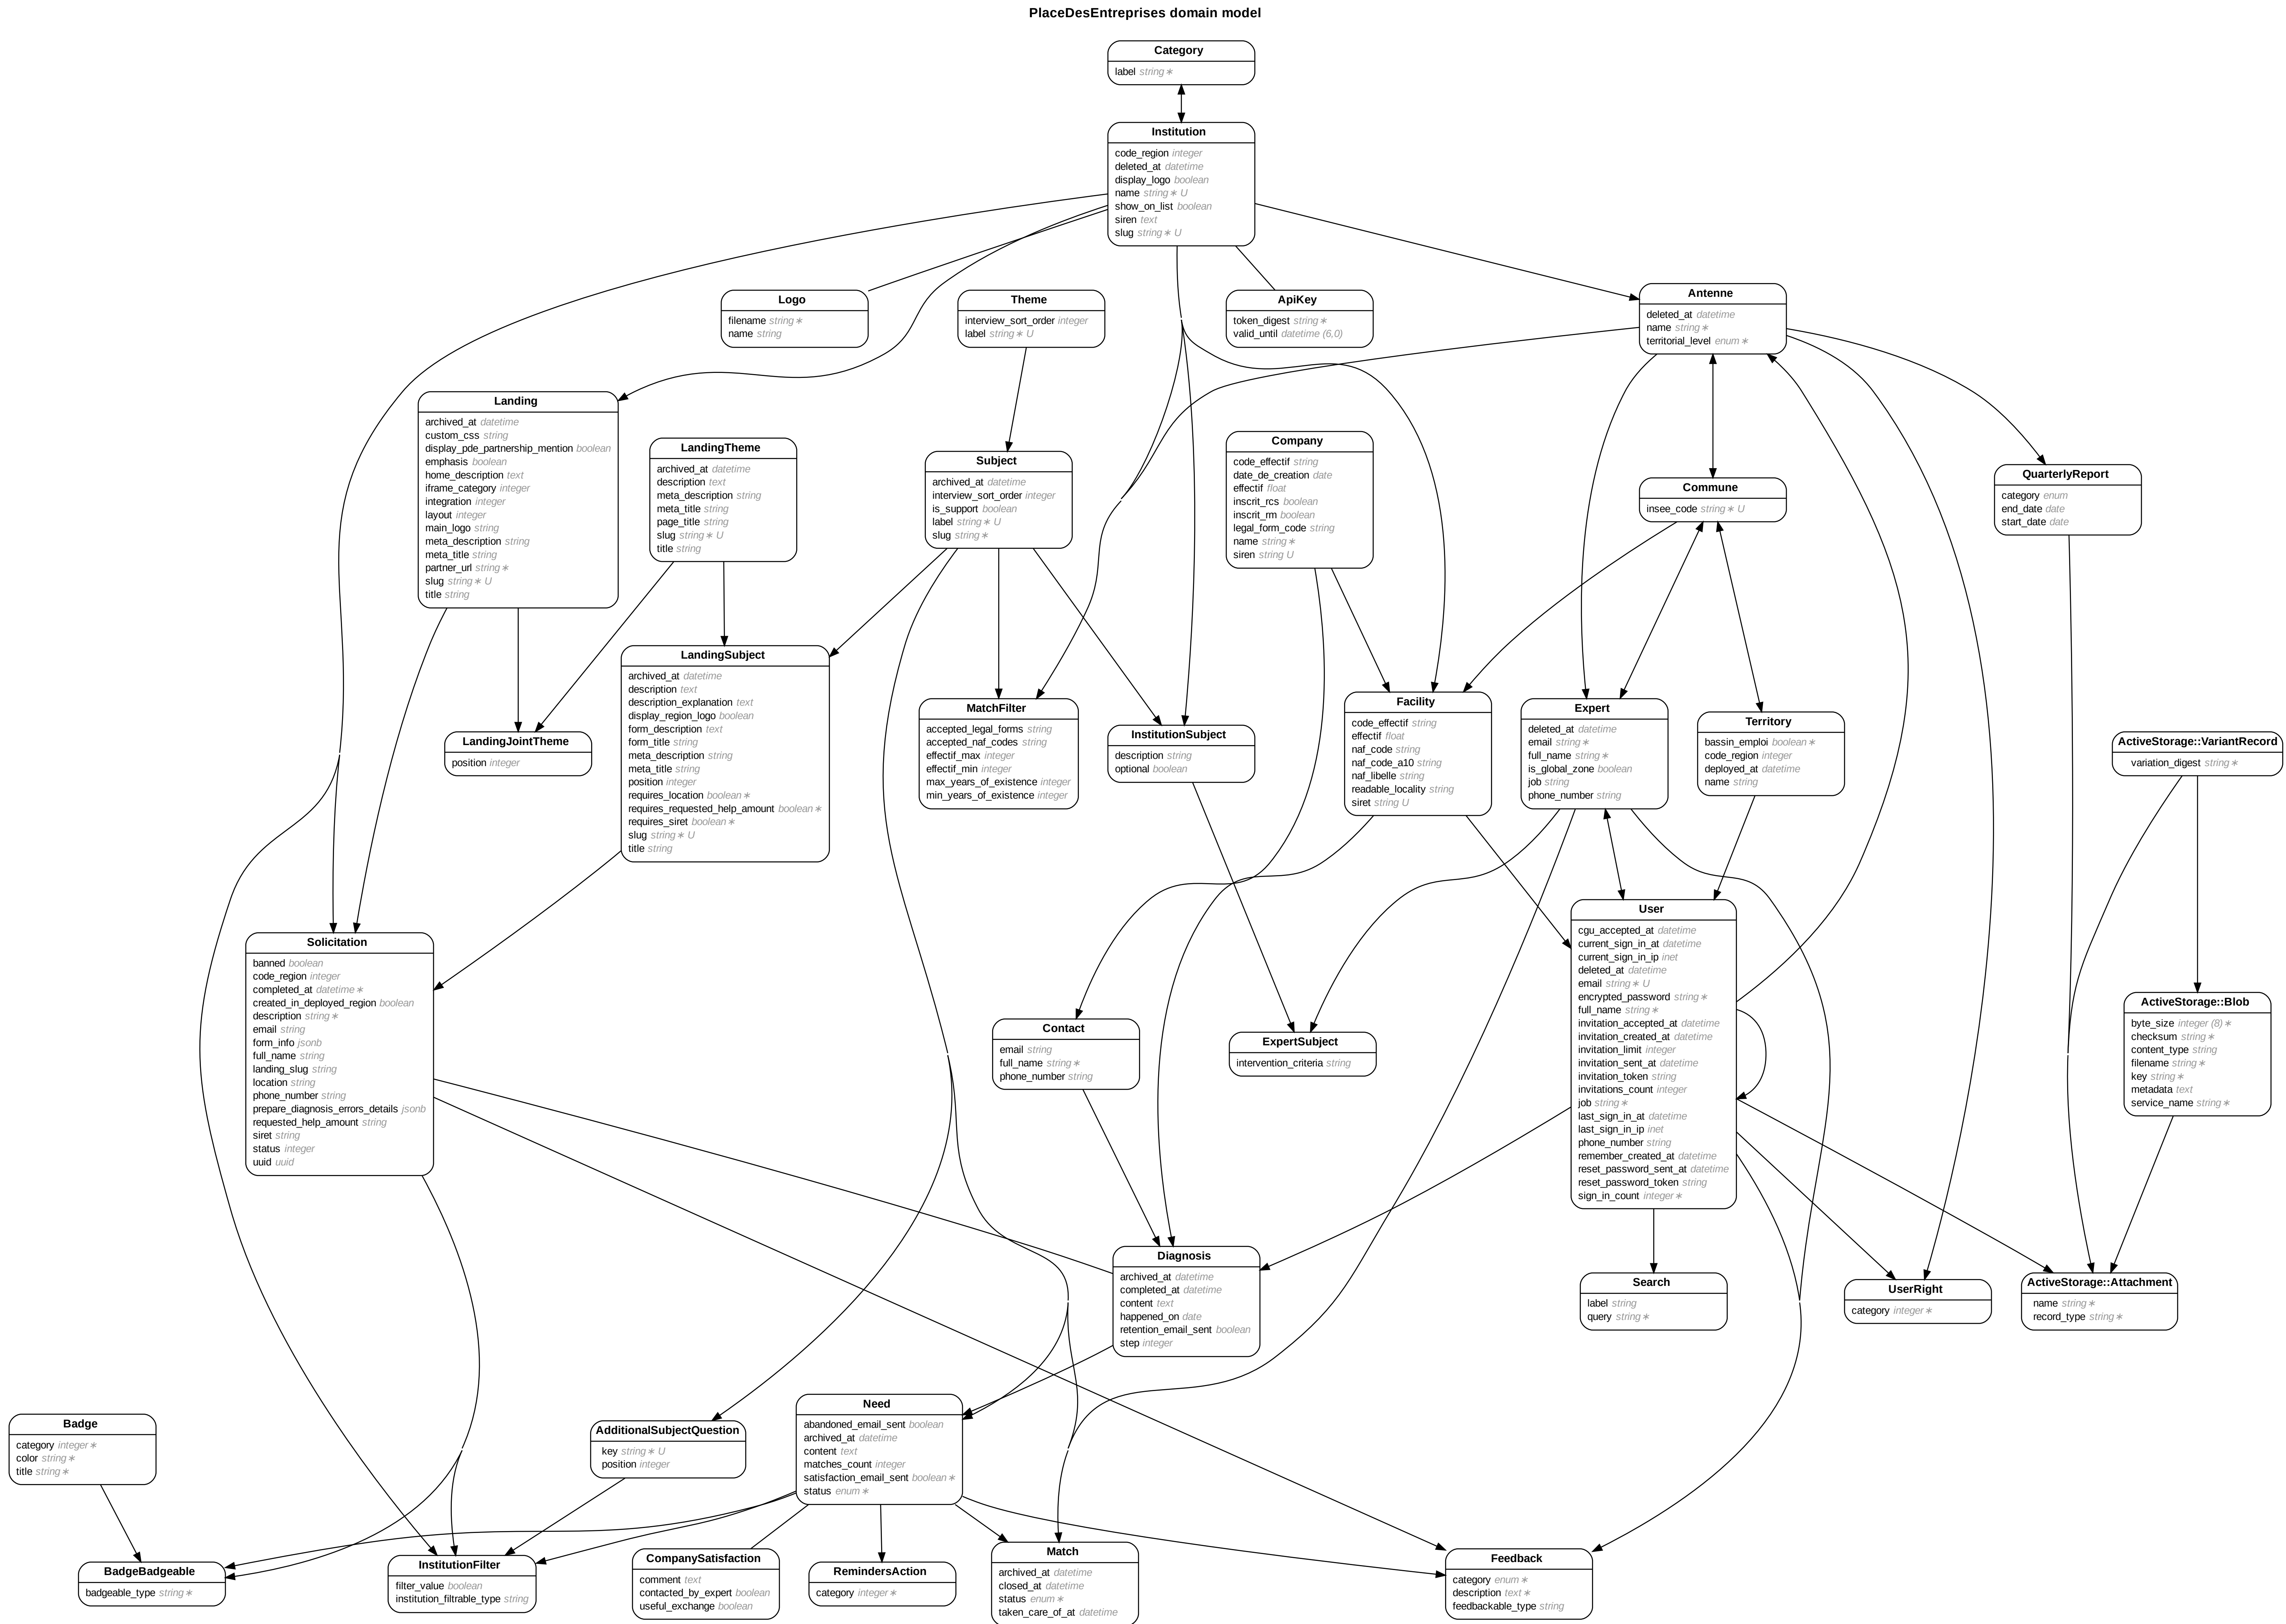 PlaceDesEntreprises domain model
Category
label string∗
Institution
code_region integer
deleted_at datetime
display_logo boolean
name string∗ U
show_on_list boolean
siren text
slug string∗ U
Logo
filename string∗
name string
Theme
interview_sort_order integer
label string∗ U
ApiKey
token_digest string∗
valid_until datetime (6,0)
Antenne
deleted_at datetime
name string∗
territorial_level enum∗
Landing
archived_at datetime
custom_css string
display_pde_partnership_mention boolean
emphasis boolean
home_description text
iframe_category integer
integration integer
layout integer
main_logo string
meta_description string
meta_title string
partner_url string∗
slug string∗ U
title string
LandingTheme
archived_at datetime
description text
meta_description string
meta_title string
page_title string
slug string∗ U
title string
Subject
archived_at datetime
interview_sort_order integer
is_support boolean
label string∗ U
slug string∗
Company
code_effectif string
date_de_creation date
effectif float
inscrit_rcs boolean
inscrit_rm boolean
legal_form_code string
name string∗
siren string U
Commune
insee_code string∗ U
QuarterlyReport
category enum
end_date date
start_date date
LandingJointTheme
position integer
LandingSubject
archived_at datetime
description text
description_explanation text
display_region_logo boolean
form_description text
form_title string
meta_description string
meta_title string
position integer
requires_location boolean∗
requires_requested_help_amount boolean∗
requires_siret boolean∗
slug string∗ U
title string
MatchFilter
accepted_legal_forms string
accepted_naf_codes string
effectif_max integer
effectif_min integer
max_years_of_existence integer
min_years_of_existence integer
InstitutionSubject
description string
optional boolean
Facility
code_effectif string
effectif float
naf_code string
naf_code_a10 string
naf_libelle string
readable_locality string
siret string U
Expert
deleted_at datetime
email string∗
full_name string∗
is_global_zone boolean
job string
phone_number string
Territory
bassin_emploi boolean∗
code_region integer
deployed_at datetime
name string
ActiveStorage::VariantRecord
variation_digest string∗
Solicitation
banned boolean
code_region integer
completed_at datetime∗
created_in_deployed_region boolean
description string∗
email string
form_info jsonb
full_name string
landing_slug string
location string
phone_number string
prepare_diagnosis_errors_details jsonb
requested_help_amount string
siret string
status integer
uuid uuid
Contact
email string
full_name string∗
phone_number string
ExpertSubject
intervention_criteria string
User
cgu_accepted_at datetime
current_sign_in_at datetime
current_sign_in_ip inet
deleted_at datetime
email string∗ U
encrypted_password string∗
full_name string∗
invitation_accepted_at datetime
invitation_created_at datetime
invitation_limit integer
invitation_sent_at datetime
invitation_token string
invitations_count integer
job string∗
last_sign_in_at datetime
last_sign_in_ip inet
phone_number string
remember_created_at datetime
reset_password_sent_at datetime
reset_password_token string
sign_in_count integer∗
ActiveStorage::Blob
byte_size integer (8)∗
checksum string∗
content_type string
filename string∗
key string∗
metadata text
service_name string∗
Diagnosis
archived_at datetime
completed_at datetime
content text
happened_on date
retention_email_sent boolean
step integer
Search
label string
query string∗
UserRight
category integer∗
ActiveStorage::Attachment
name string∗
record_type string∗
Badge
category integer∗
color string∗
title string∗
AdditionalSubjectQuestion
key string∗ U
position integer
Need
abandoned_email_sent boolean
archived_at datetime
content text
matches_count integer
satisfaction_email_sent boolean∗
status enum∗
BadgeBadgeable
badgeable_type string∗
InstitutionFilter
filter_value boolean
institution_filtrable_type string
CompanySatisfaction
comment text
contacted_by_expert boolean
useful_exchange boolean
RemindersAction
category integer∗
Match
archived_at datetime
closed_at datetime
status enum∗
taken_care_of_at datetime
Feedback
category enum∗
description text∗
feedbackable_type string